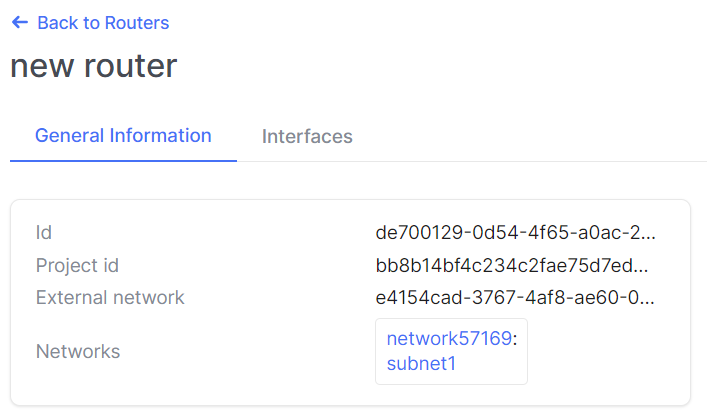 ← Back to Routers
new router
General Information Interfaces
Id de700129-0d54-4f65-a0ac-2...
Project id bb8b14bf4c234c2fae75d7ed...
External network e4154cad-3767-4af8-ae60-0...
Networks network57169:
subnet1